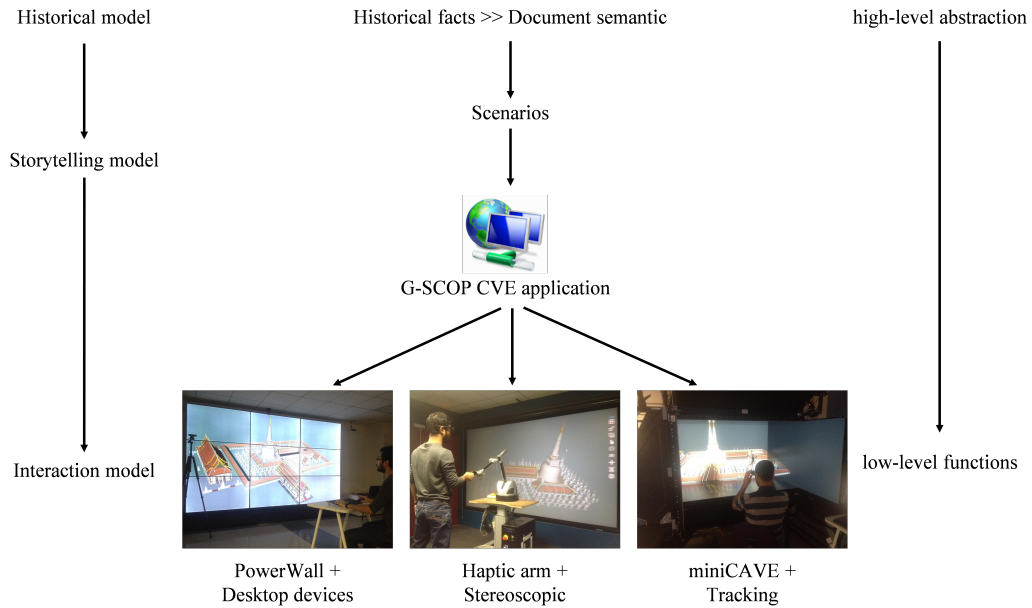 Historical model
Historical facts >> Document semantic
high-level abstraction
Scenarios
Storytelling model
G-SCOP CVE application
Interaction model
low-level functions
PowerWall +
Desktop devices
Haptic arm +
Stereoscopic
miniCAVE +
Tracking